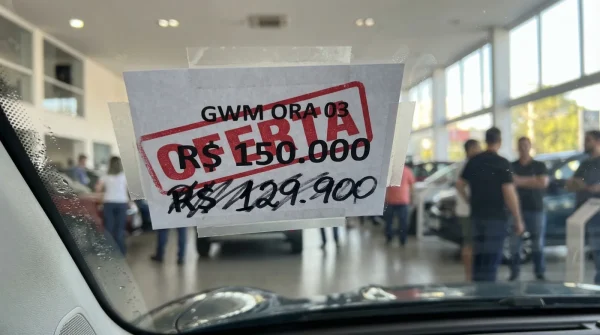 GWM ORA 03
OFERTA
R$ 150.000
R$ 129.900